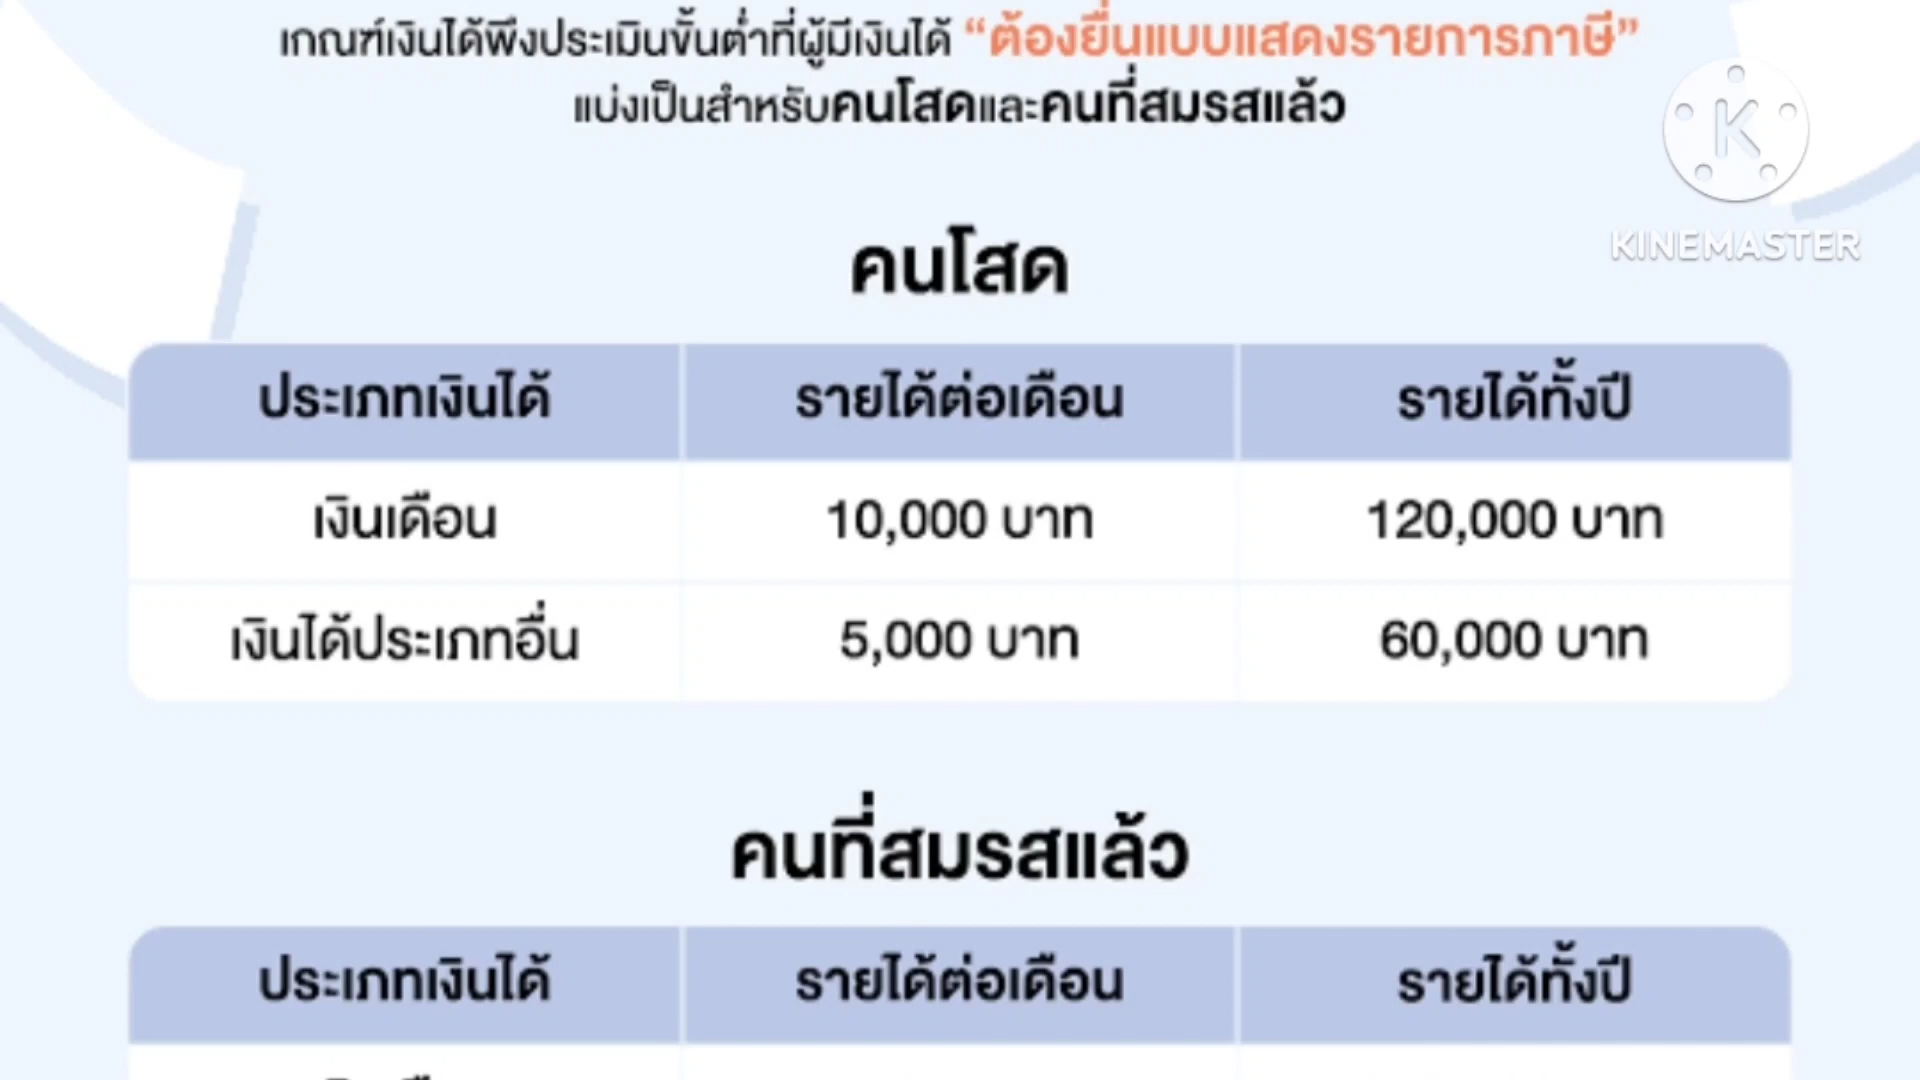 เกณฑ์เงินได้พึงประเมินขั้นต่ำที่ผู้มีเงินได้ “ต้องยื่นแบบแสดงรายการภาษี”
แบ่งเป็นสำหรับคนโสดและคนที่สมรสแล้ว
KINEMASTER
คนโสด
ประเภทเงินได้ รายได้ต่อเดือน รายได้ทั้งปี
เงินเดือน 10,000 บาท 120,000 บาท
เงินได้ประเภทอื่น 5,000 บาท 60,000 บาท
คนที่สมรสแล้ว
ประเภทเงินได้ รายได้ต่อเดือน รายได้ทั้งปี